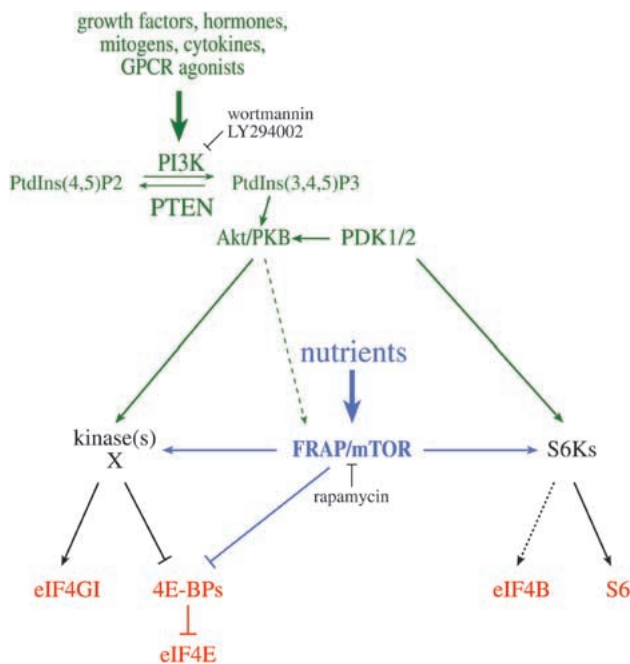 growth factors, hormones,
mitogens, cytokines,
GPCR agonists
wortmannin
LY294002
PI3K
PtdIns(4,5)P2
PtdIns(3,4,5)P3
PTEN
Akt/PKB
PDK1/2
nutrients
kinase(s)
X
FRAP/mTOR
S6Ks
rapamycin
eIF4GI
4E-BPs
eIF4B
S6
eIF4E